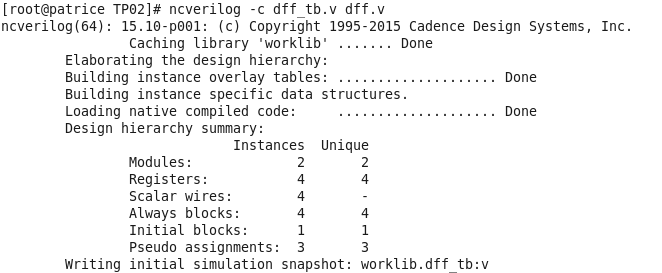 [root@patrice TP02]# ncverilog -c dff_tb.v dff.v
ncverilog(64): 15.10-p001: (c) Copyright 1995-2015 Cadence Design Systems, Inc.
Caching library 'worklib' ....... Done
Elaborating the design hierarchy:
Building instance overlay tables: .................... Done
Building instance specific data structures.
Loading native compiled code:     .................... Done
Design hierarchy summary:
Instances  Unique
Modules:             2       2
Registers:           4       4
Scalar wires:        4       -
Always blocks:       4       4
Initial blocks:      1       1
Pseudo assignments:  3       3
Writing initial simulation snapshot: worklib.dff_tb:v